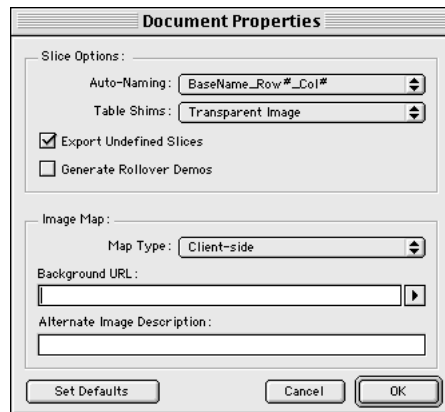 Document Properties
Slice Options:
Auto-Naming: BaseName_Row#_Col#
Table Shims: Transparent Image
Export Undefined Slices
Generate Rollover Demos
Image Map:
Map Type: Client-side
Background URL:
Alternate Image Description:
Set Defaults Cancel OK